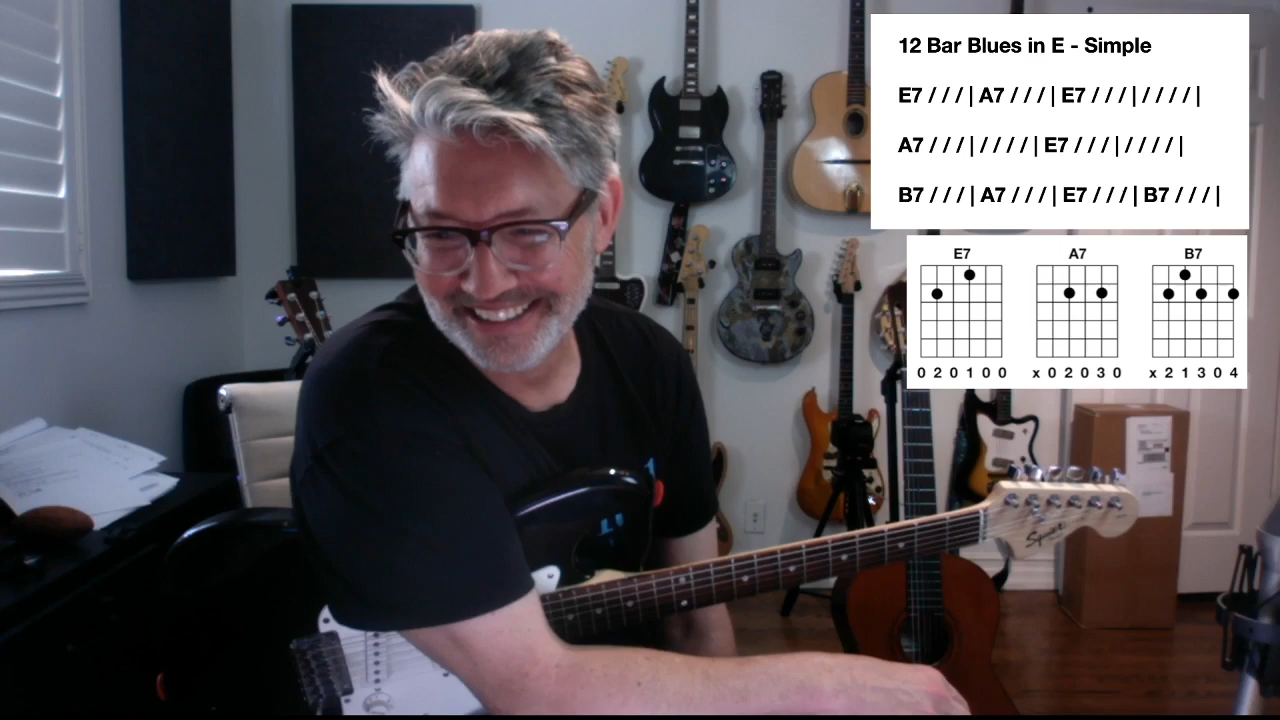 12 Bar Blues in E - Simple
E7 / / / | A7 / / / | E7 / / / | / / / / |
A7 / / / | / / / / | E7 / / / | / / / / |
B7 / / / | A7 / / / | E7 / / / | B7 / / / |
E7 A7 B7
0 2 0 1 0 0 x 0 2 0 3 0 x 2 1 3 0 4
Squier